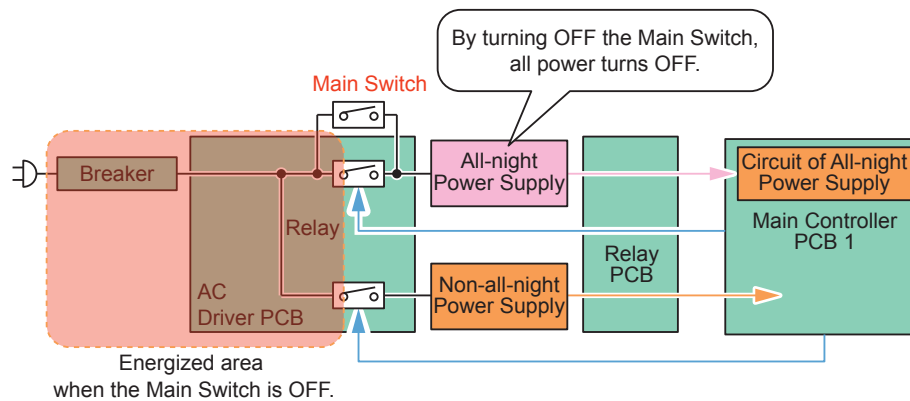 By turning OFF the Main Switch,
all power turns OFF.
Main Switch
Breaker
All-night
Power Supply
Circuit of All-night
Power Supply
Relay
Main Controller
PCB 1
Relay
PCB
AC
Driver PCB
Non-all-night
Power Supply
Energized area
when the Main Switch is OFF.